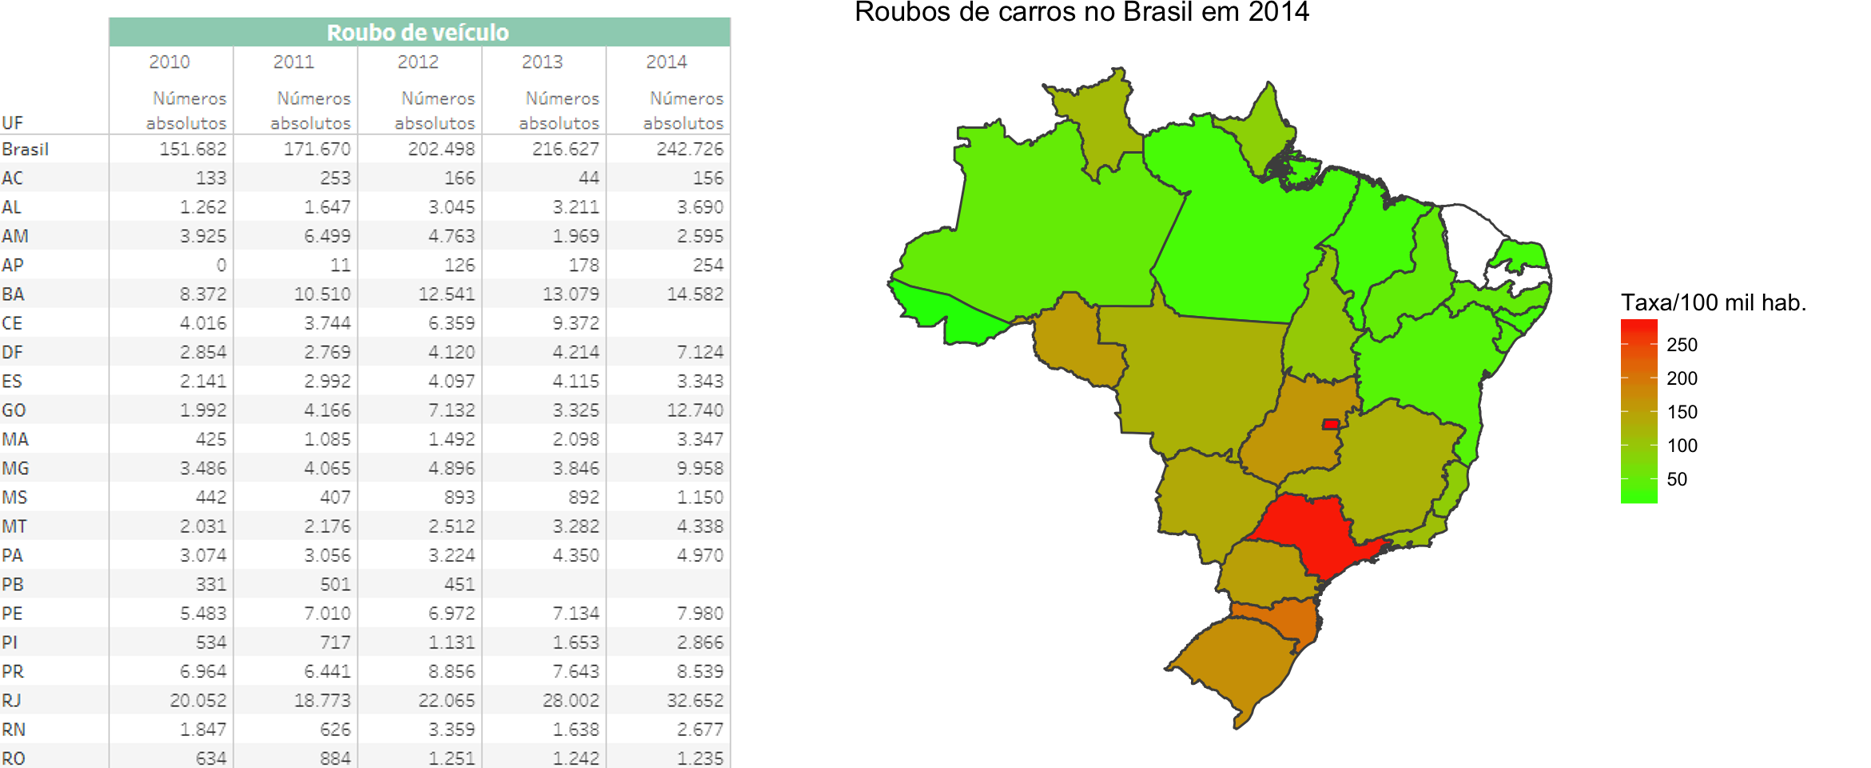 Roubo de veículo
2010 2011 2012 2013 2014
Números Números Números Números Números
UF absolutos absolutos absolutos absolutos absolutos
Brasil 151.682 171.670 202.498 216.627 242.726
AC 133 253 166 44 156
AL 1.262 1.647 3.045 3.211 3.690
AM 3.925 6.499 4.763 1.969 2.595
AP 0 11 126 178 254
BA 8.372 10.510 12.541 13.079 14.582
CE 4.016 3.744 6.359 9.372
DF 2.854 2.769 4.120 4.214 7.124
ES 2.141 2.992 4.097 4.115 3.343
GO 1.992 4.166 7.132 3.325 12.740
MA 425 1.085 1.492 2.098 3.347
MG 3.486 4.065 4.896 3.846 9.958
MS 442 407 893 892 1.150
MT 2.031 2.176 2.512 3.282 4.338
PA 3.074 3.056 3.224 4.350 4.970
PB 331 501 451
PE 5.483 7.010 6.972 7.134 7.980
PI 534 717 1.131 1.653 2.866
PR 6.964 6.441 8.856 7.643 8.539
RJ 20.052 18.773 22.065 28.002 32.652
RN 1.847 626 3.359 1.638 2.677
RO 634 884 1.251 1.242 1.235
Roubos de carros no Brasil em 2014
Taxa/100 mil hab.
250
200
150
100
50